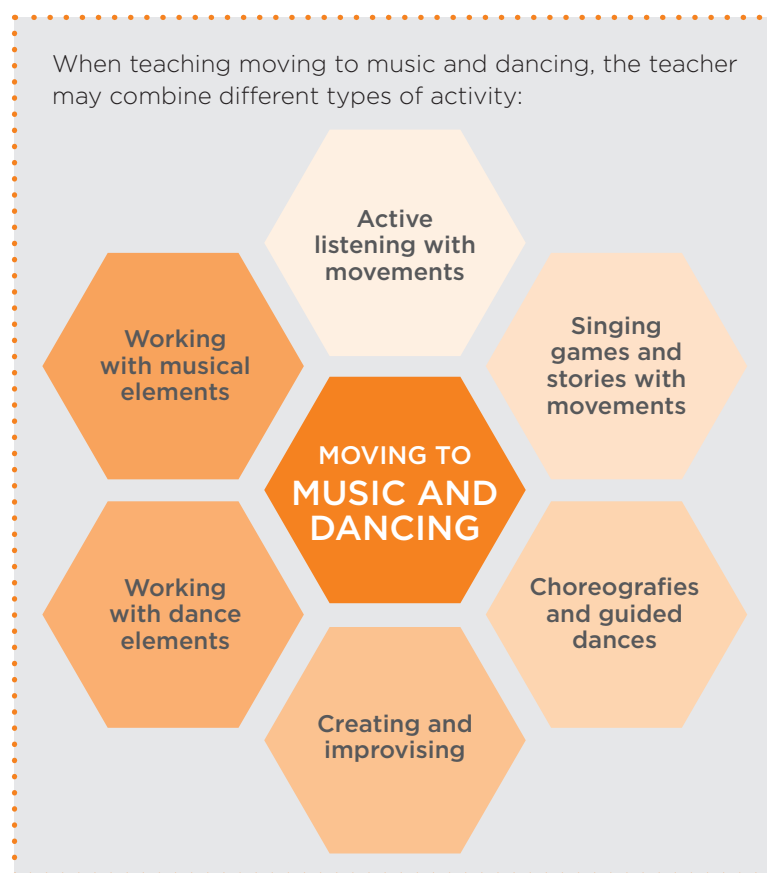 When teaching moving to music and dancing, the teacher
may combine different types of activity:
Active
listening with
movements
Singing
games and
stories with
movements
Choreografies
and guided
dances
Creating and
improvising
Working
with dance
elements
Working
with musical
elements
MOVING TO
MUSIC AND
DANCING